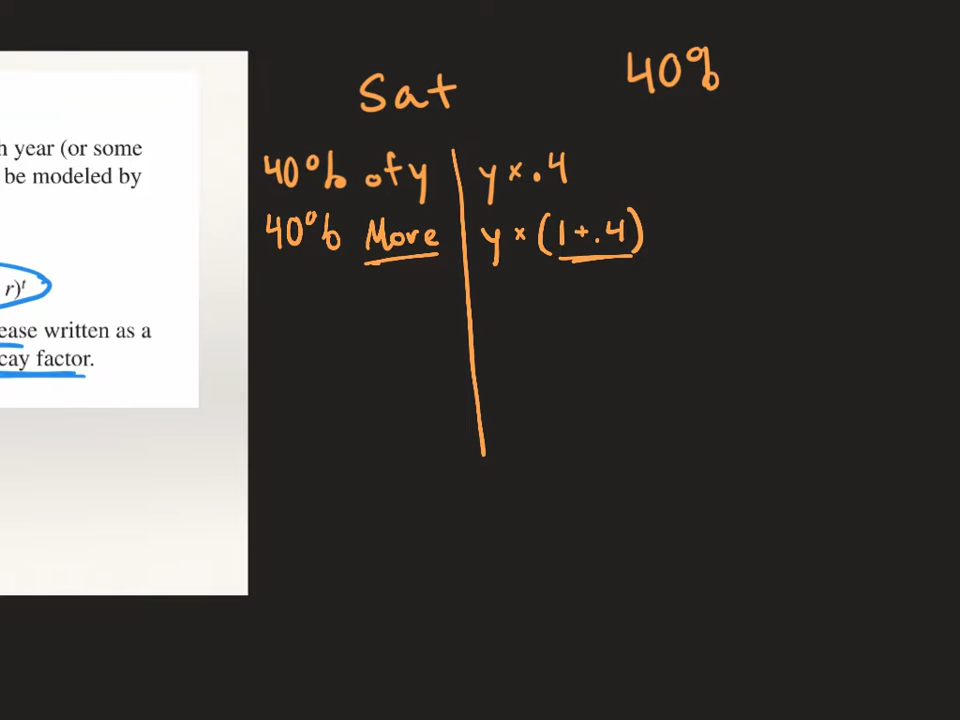 h year (or some
be modeled by
r)ᵗ
ease written as a
cay factor.
Sat
40%
40% of y
y × .4
40% More
y × (1 + .4)